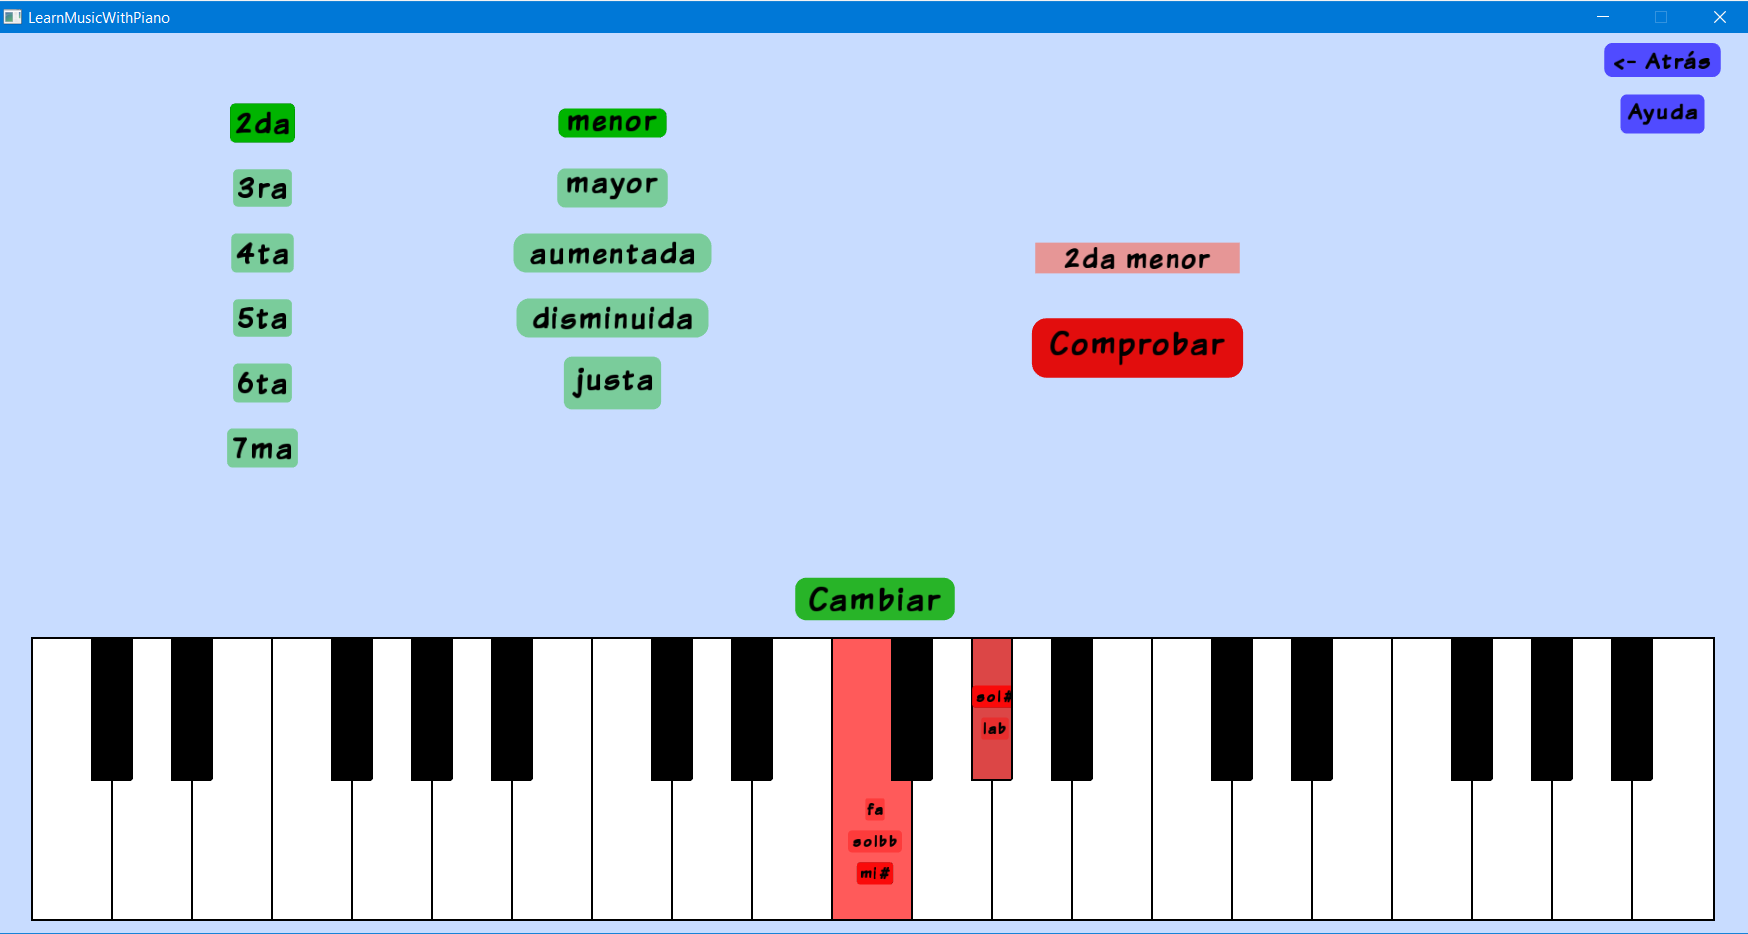 LearnMusicWithPiano
<- Atrás
Ayuda
2da
3ra
4ta
5ta
6ta
7ma
menor
mayor
aumentada
disminuida
justa
2da menor
Comprobar
Cambiar
sol#
lab
fa
solbb
mi#